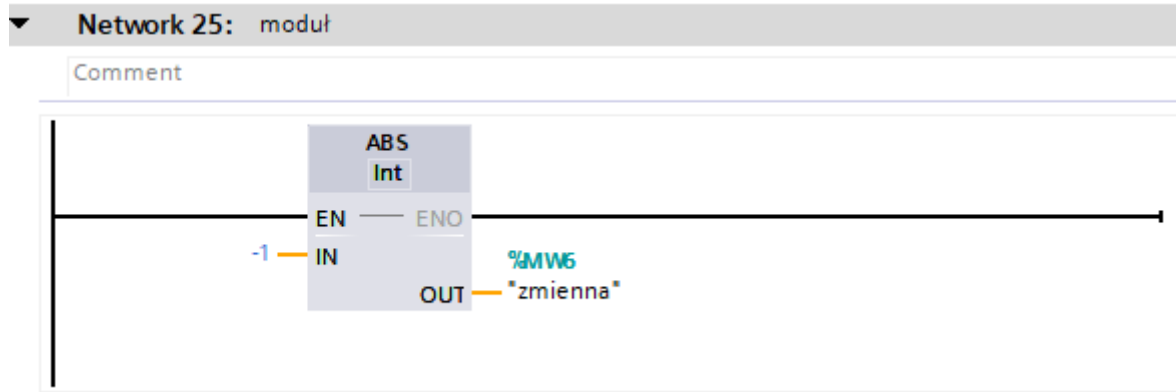 Network 25: moduł
Comment
ABS
Int
EN ENO
-1 IN
%MW6
OUT "zmienna"